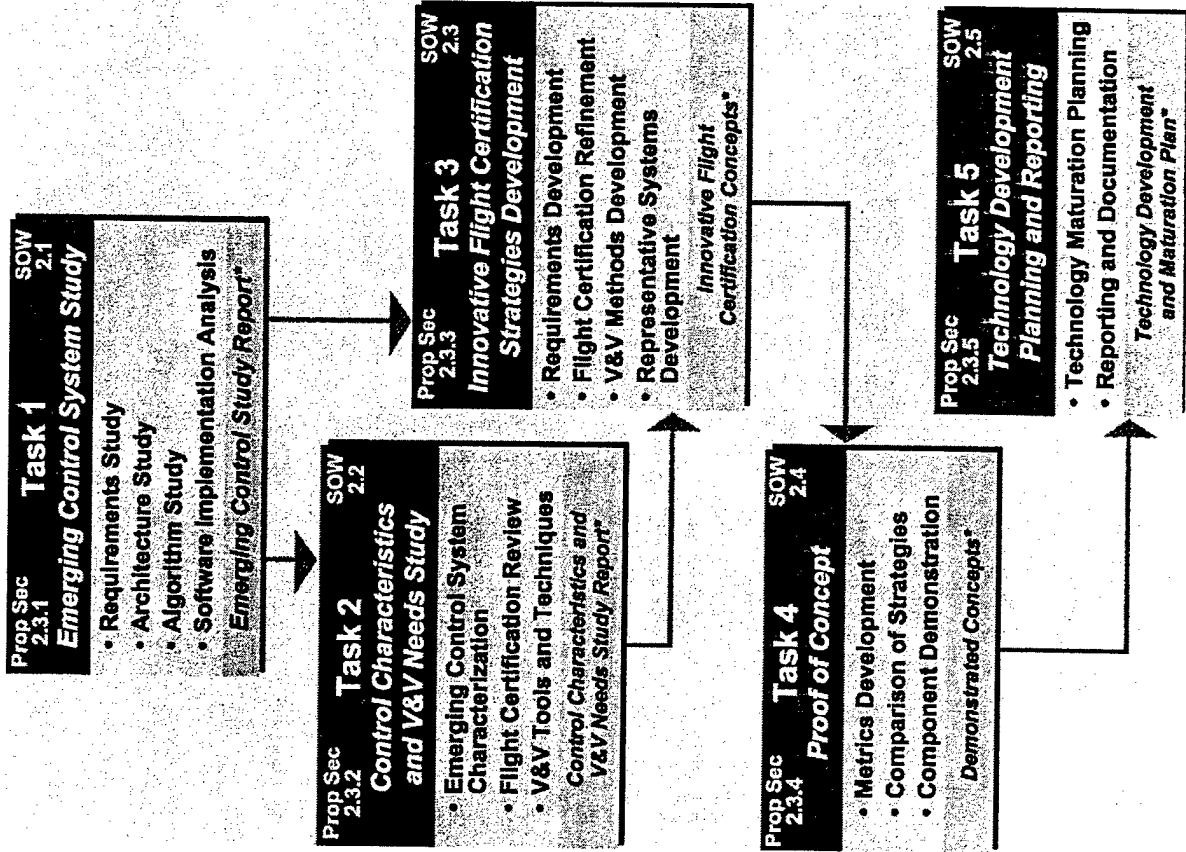 Prop Sec Task 1 SOW
2.3.1 2.1
Emerging Control System Study
• Requirements Study
• Architecture Study
• Algorithm Study
• Software Implementation Analysis
Emerging Control Study Report*
Prop Sec Task 2 SOW
2.3.2 2.2
Control Characteristics
and V&V Needs Study
• Emerging Control System
Characterization
• Flight Certification Review
• V&V Tools and Techniques
Control Characteristics and
V&V Needs Study Report*
Prop Sec Task 3 SOW
2.3.3 2.3
Innovative Flight Certification
Strategies Development
• Requirements Development
• Flight Certification Refinement
• V&V Methods Development
• Representative Systems
Development
Innovative Flight
Certification Concepts*
Prop Sec Task 4 SOW
2.3.4 2.4
Proof of Concept
• Metrics Development
• Comparison of Strategies
• Component Demonstration
Demonstrated Concepts*
Prop Sec Task 5 SOW
2.3.5 2.5
Technology Development
Planning and Reporting
• Technology Maturation Planning
• Reporting and Documentation
Technology Development
and Maturation Plan*